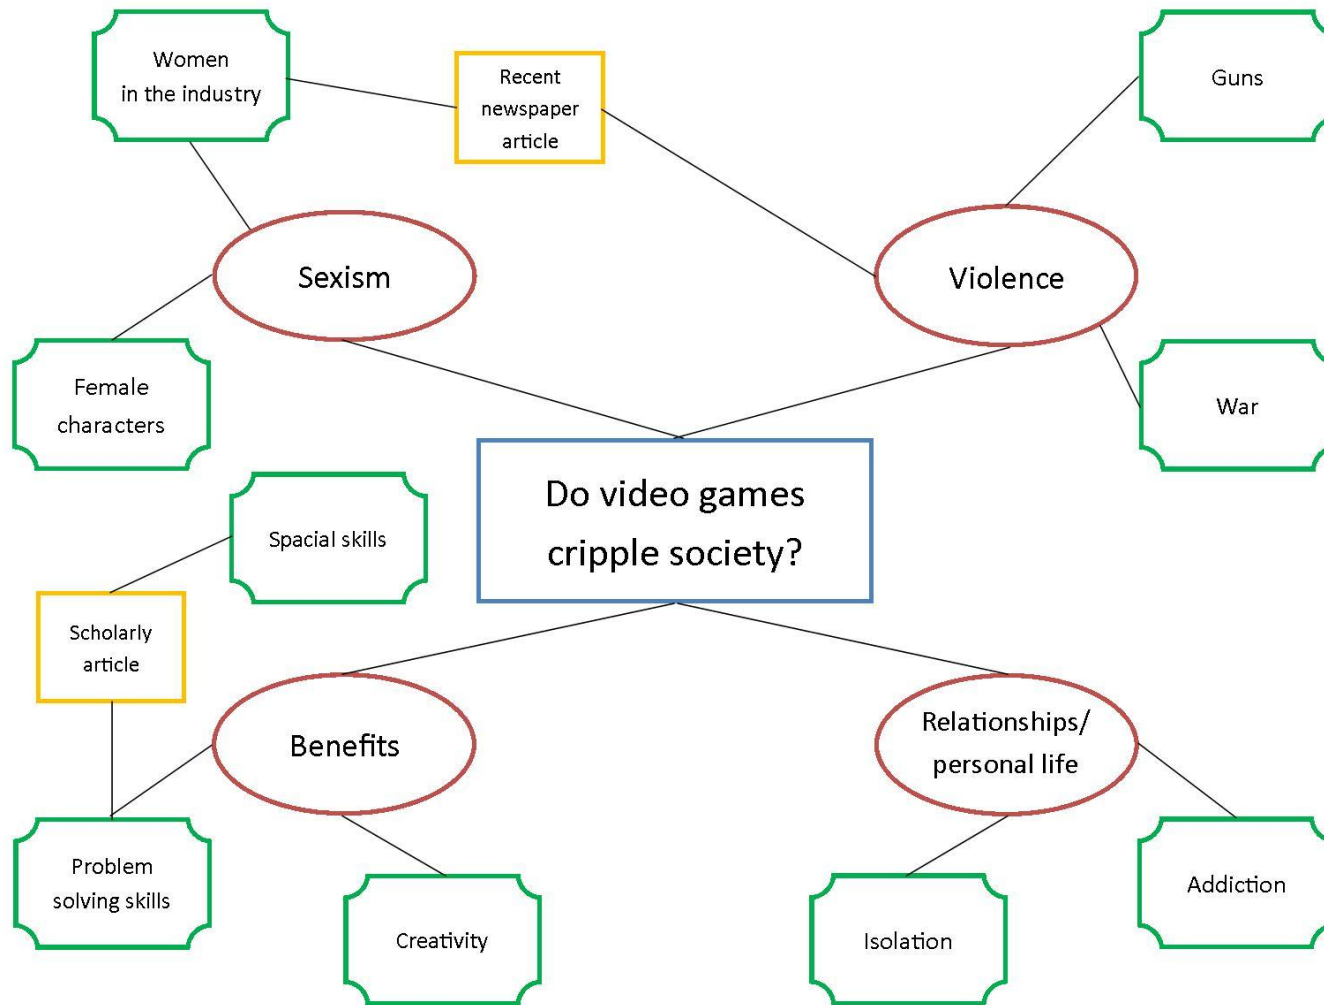 Women
in the industry
Recent
newspaper
article
Guns
Sexism
Violence
Female
characters
War
Do video games
cripple society?
Spacial skills
Scholarly
article
Benefits
Relationships/
personal life
Problem
solving skills
Creativity
Isolation
Addiction